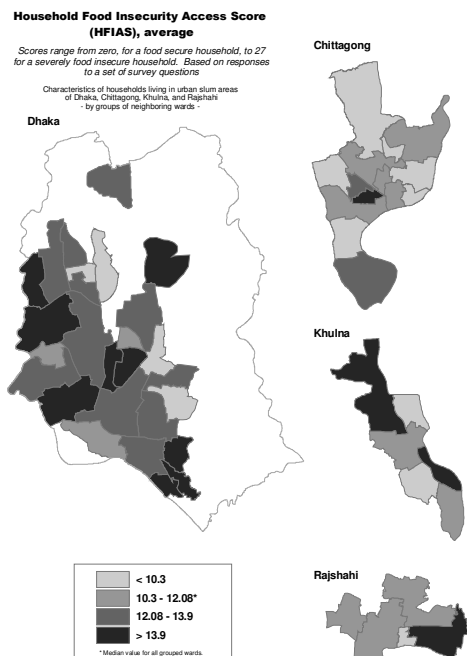 Household Food Insecurity Access Score
(HFIAS), average
Scores range from zero, for a food secure household, to 27
for a severely food insecure household.  Based on responses
to a set of survey questions
Characteristics of households living in urban slum areas
of Dhaka, Chittagong, Khulna, and Rajshahi
- by groups of neighboring wards -
Dhaka
Chittagong
Khulna
Rajshahi
< 10.3
10.3 - 12.08*
12.08 - 13.9
> 13.9
* Median value for all grouped wards.